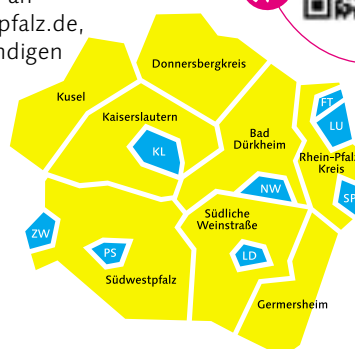 pfalz.de,
ndigen
Donnersbergkreis
Kusel
Kaiserslautern
FT
LU
Bad
Dürkheim
KL
Rhein-Pfalz
Kreis
NW
SP
Südliche
Weinstraße
ZW
PS
LD
Südwestpfalz
Germersheim